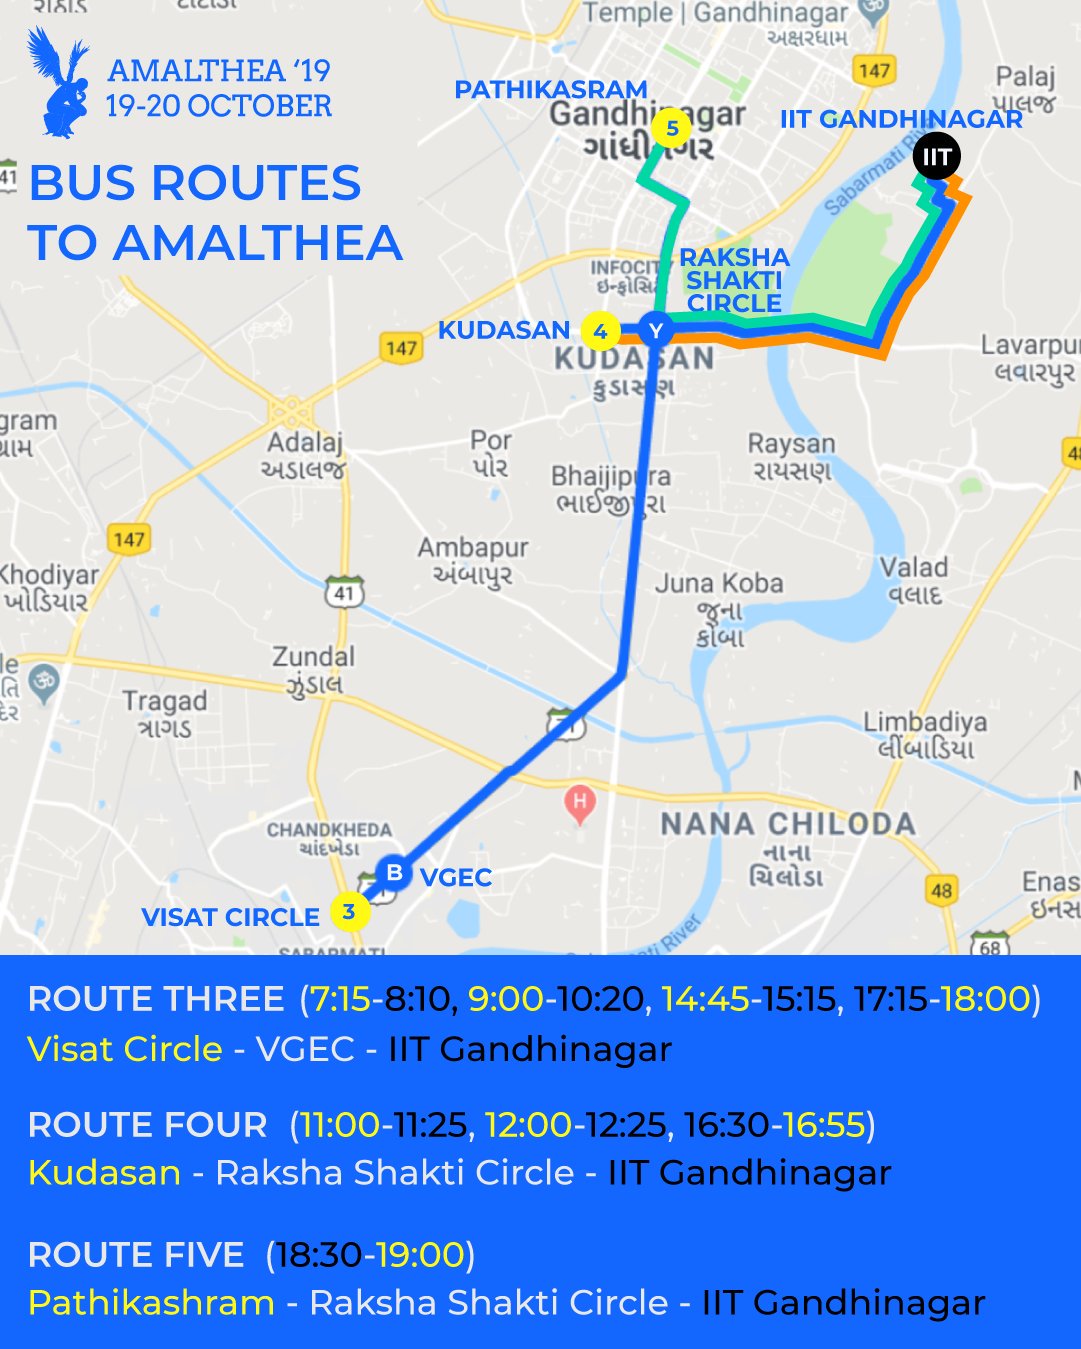 Temple | Gandhinagar
અક્ષરધામ
AMALTHEA ‘19
19-20 OCTOBER
147
Palaj
પાલજ
PATHIKASRAM
Gandhinagar
ગાંધીનગર
5
IIT GANDHINAGAR
IIT
Sabarmati River
41
BUS ROUTES
TO AMALTHEA
INFOCITY
ઇન્ફોસિટી
RAKSHA
SHAKTI
CIRCLE
KUDASAN
4
Y
147
KUDASAN
કુડાસણ
Lavarpur
લવારપુર
gram
Adalaj
અડાલજ
Por
પોર
Raysan
રાયસણ
48
Bhaijipura
ભાઈજીપુરા
147
Ambapur
અંબાપુર
Khodiyar
ખોડિયાર
41
Juna Koba
જુના
કોબા
Valad
વલાદ
Zundal
ઝુંડાલ
Tragad
ત્રાગડ
71
Limbadiya
લીંબાડિયા
H
NANA CHILODA
નાના
ચિલોડા
CHANDKHEDA
ચાંદખેડા
B
VGEC
71
VISAT CIRCLE
3
48
Enas
ઇનસ
68
SABARMATI
Sabarmati River
ROUTE THREE (7:15-8:10, 9:00-10:20, 14:45-15:15, 17:15-18:00)
Visat Circle - VGEC - IIT Gandhinagar
ROUTE FOUR (11:00-11:25, 12:00-12:25, 16:30-16:55)
Kudasan - Raksha Shakti Circle - IIT Gandhinagar
ROUTE FIVE (18:30-19:00)
Pathikashram - Raksha Shakti Circle - IIT Gandhinagar